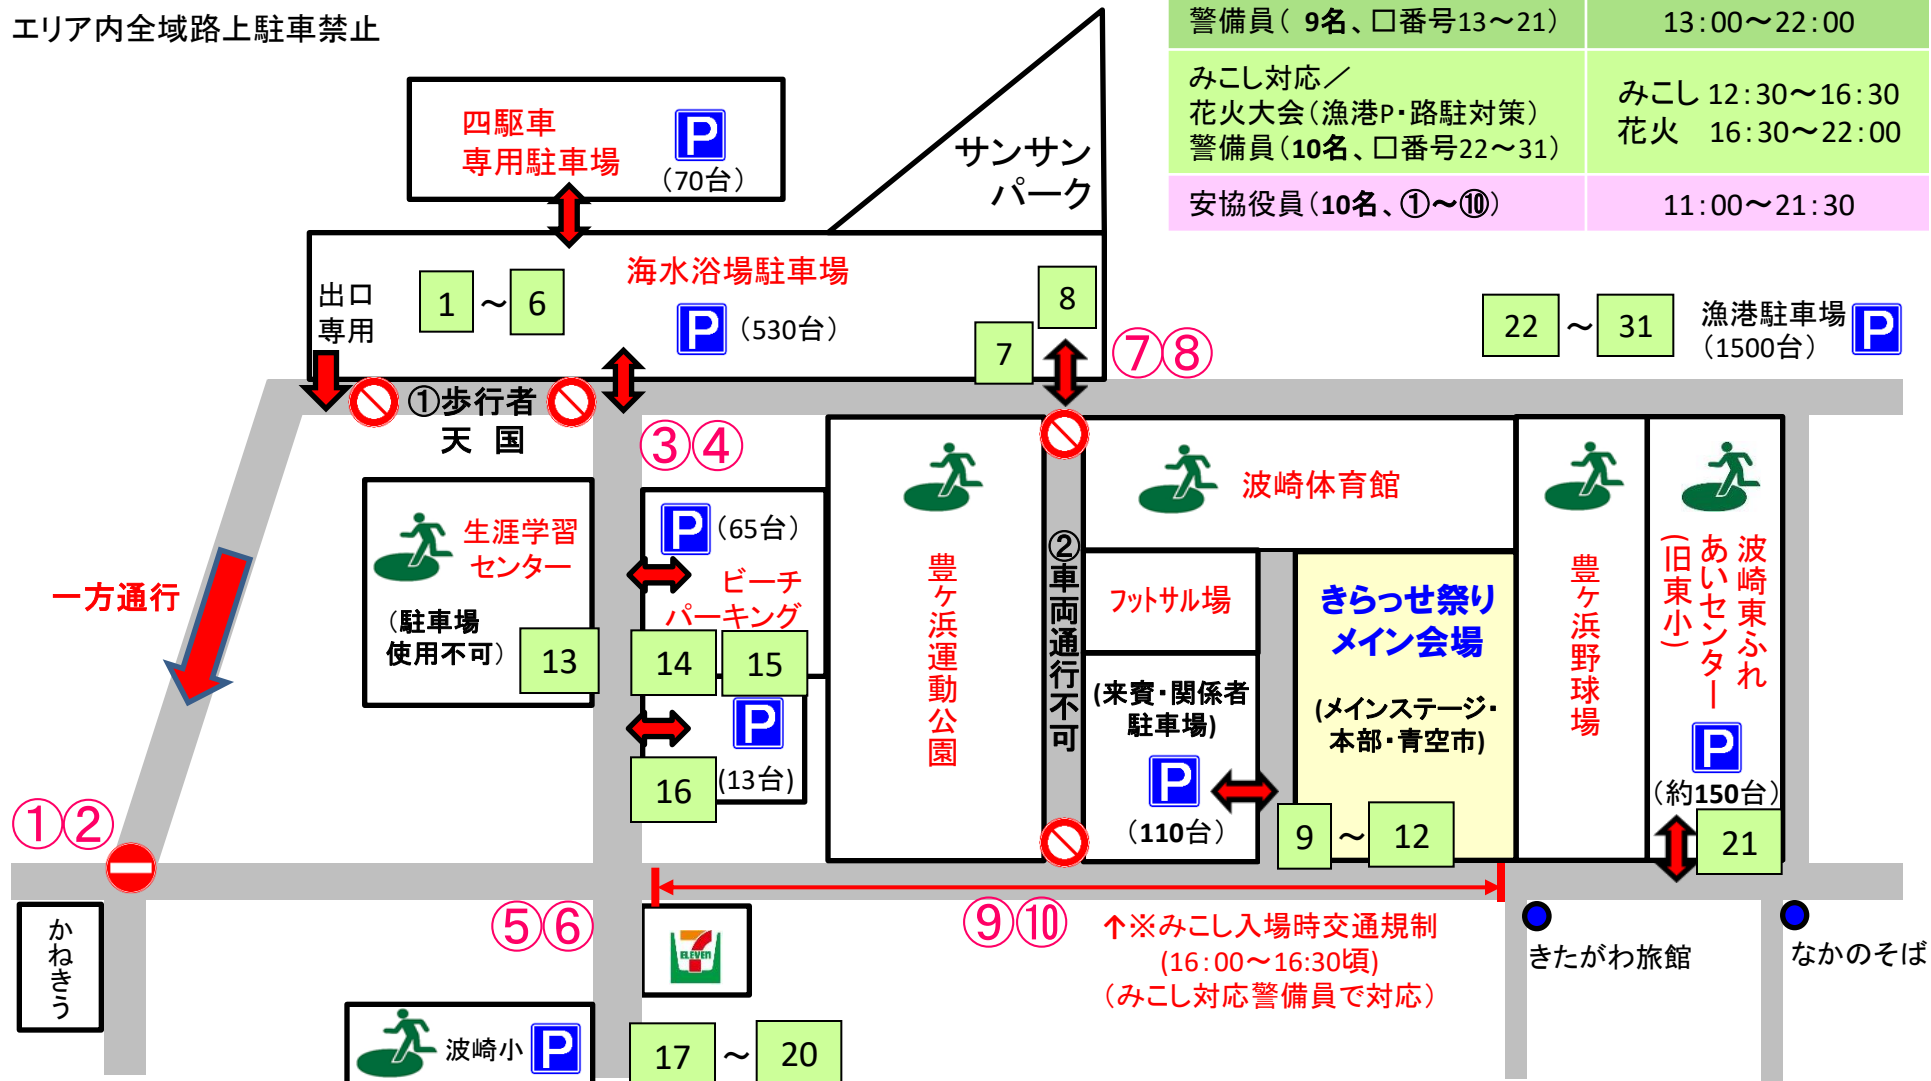 エリア内全域路上駐車禁止
警備員（ 9名、口番号13～21）
13：00～22：00
みこし対応／
花火大会（漁港P・路駐対策）
警備員（10名、口番号22～31）
みこし 12：30～16：30
花火　16：30～22：00
安協役員（10名、①～⑩）
11：00～21：30
四駆車
専用駐車場
P
（70台）
サンサン
パーク
海水浴場駐車場
P
（530台）
出口
専用
1 ～ 6
7
8
⑦⑧
22 ～ 31
漁港駐車場
（1500台）
P
①歩行者
天 国
③④
生涯学習
センター
（駐車場
使用不可）
13
P
（65台）
ビーチ
パーキング
14
15
P
(13台)
16
一方通行
豊ヶ浜運動公園
②車両通行不可
波崎体育館
フットサル場
(来賓・関係者
駐車場)
P
（110台）
きらっせ祭り
メイン会場
(メインステージ・
本部・青空市)
9 ～ 12
豊ヶ浜野球場
波崎東ふれ
あいセンター
(旧東小)
P
（約150台）
21
①②
かねきう
⑤⑥
7
ELEVEN
⑨⑩
↑※みこし入場時交通規制
(16：00～16:30頃)
（みこし対応警備員で対応）
きたがわ旅館
なかのそば
波崎小
P
17 ～ 20